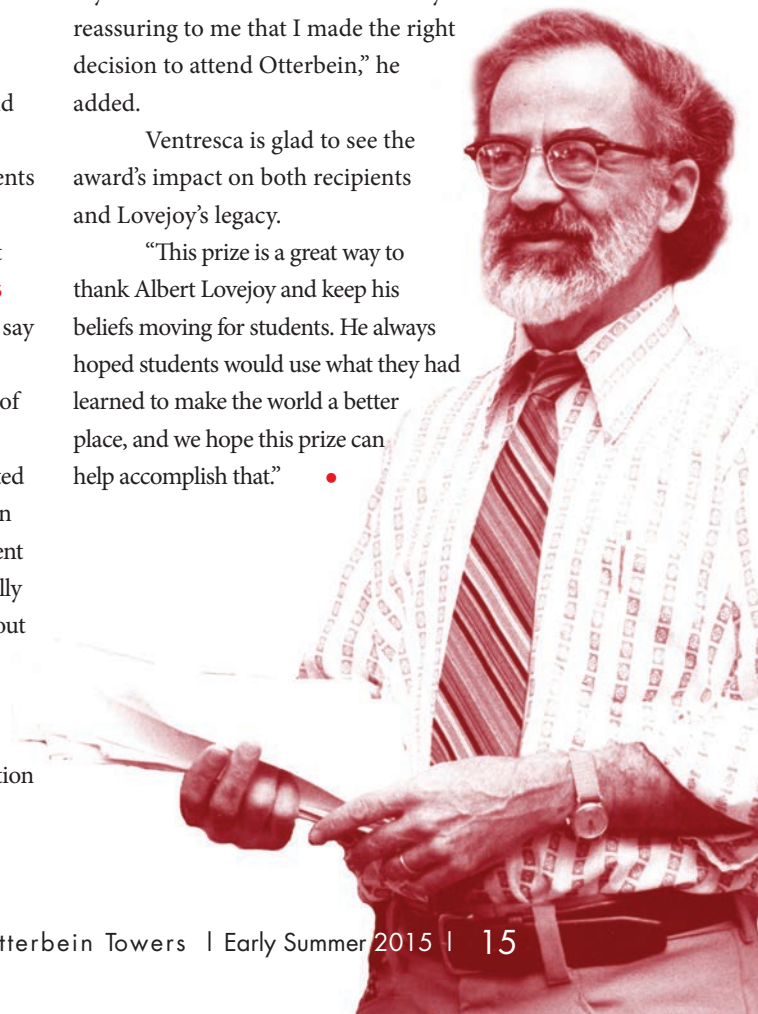 reassuring to me that I made the right
decision to attend Otterbein,” he
added.
Ventresca is glad to see the
award’s impact on both recipients
and Lovejoy’s legacy.
“This prize is a great way to
thank Albert Lovejoy and keep his
beliefs moving for students. He always
hoped students would use what they had
learned to make the world a better
place, and we hope this prize can
help accomplish that.”
say
of
out
Towers | Early Summer 2015 | 15